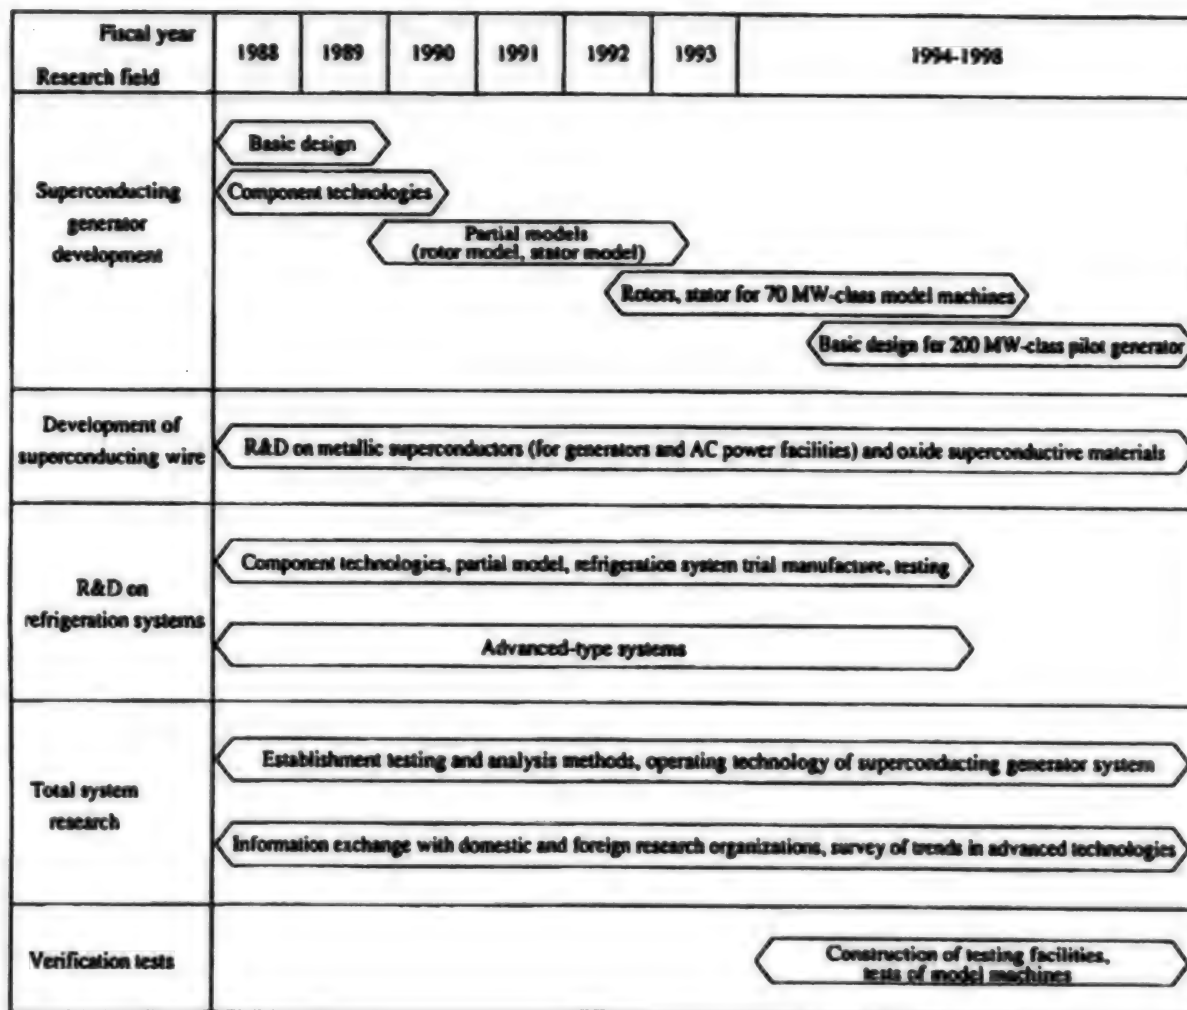 Fiscal year
Research field
1988 1989 1990 1991 1992 1993 1994-1998
Superconducting
generator
development
Basic design
Component technologies
Partial models
(rotor model, stator model)
Rotors, stator for 70 MW-class model machines
Basic design for 200 MW-class pilot generator
Development of
superconducting wire
R&D on metallic superconductors (for generators and AC power facilities) and oxide superconductive materials
R&D on
refrigeration systems
Component technologies, partial model, refrigeration system trial manufacture, testing
Advanced-type systems
Total system
research
Establishment testing and analysis methods, operating technology of superconducting generator system
Information exchange with domestic and foreign research organizations, survey of trends in advanced technologies
Verification tests
Construction of testing facilities,
tests of model machines